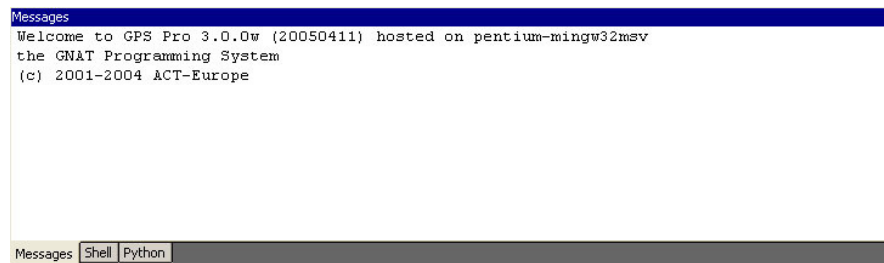 Messages
Welcome to GPS Pro 3.0.0w (20050411) hosted on pentium-mingw32msv
the GNAT Programming System
(c) 2001-2004 ACT-Europe
Messages Shell Python